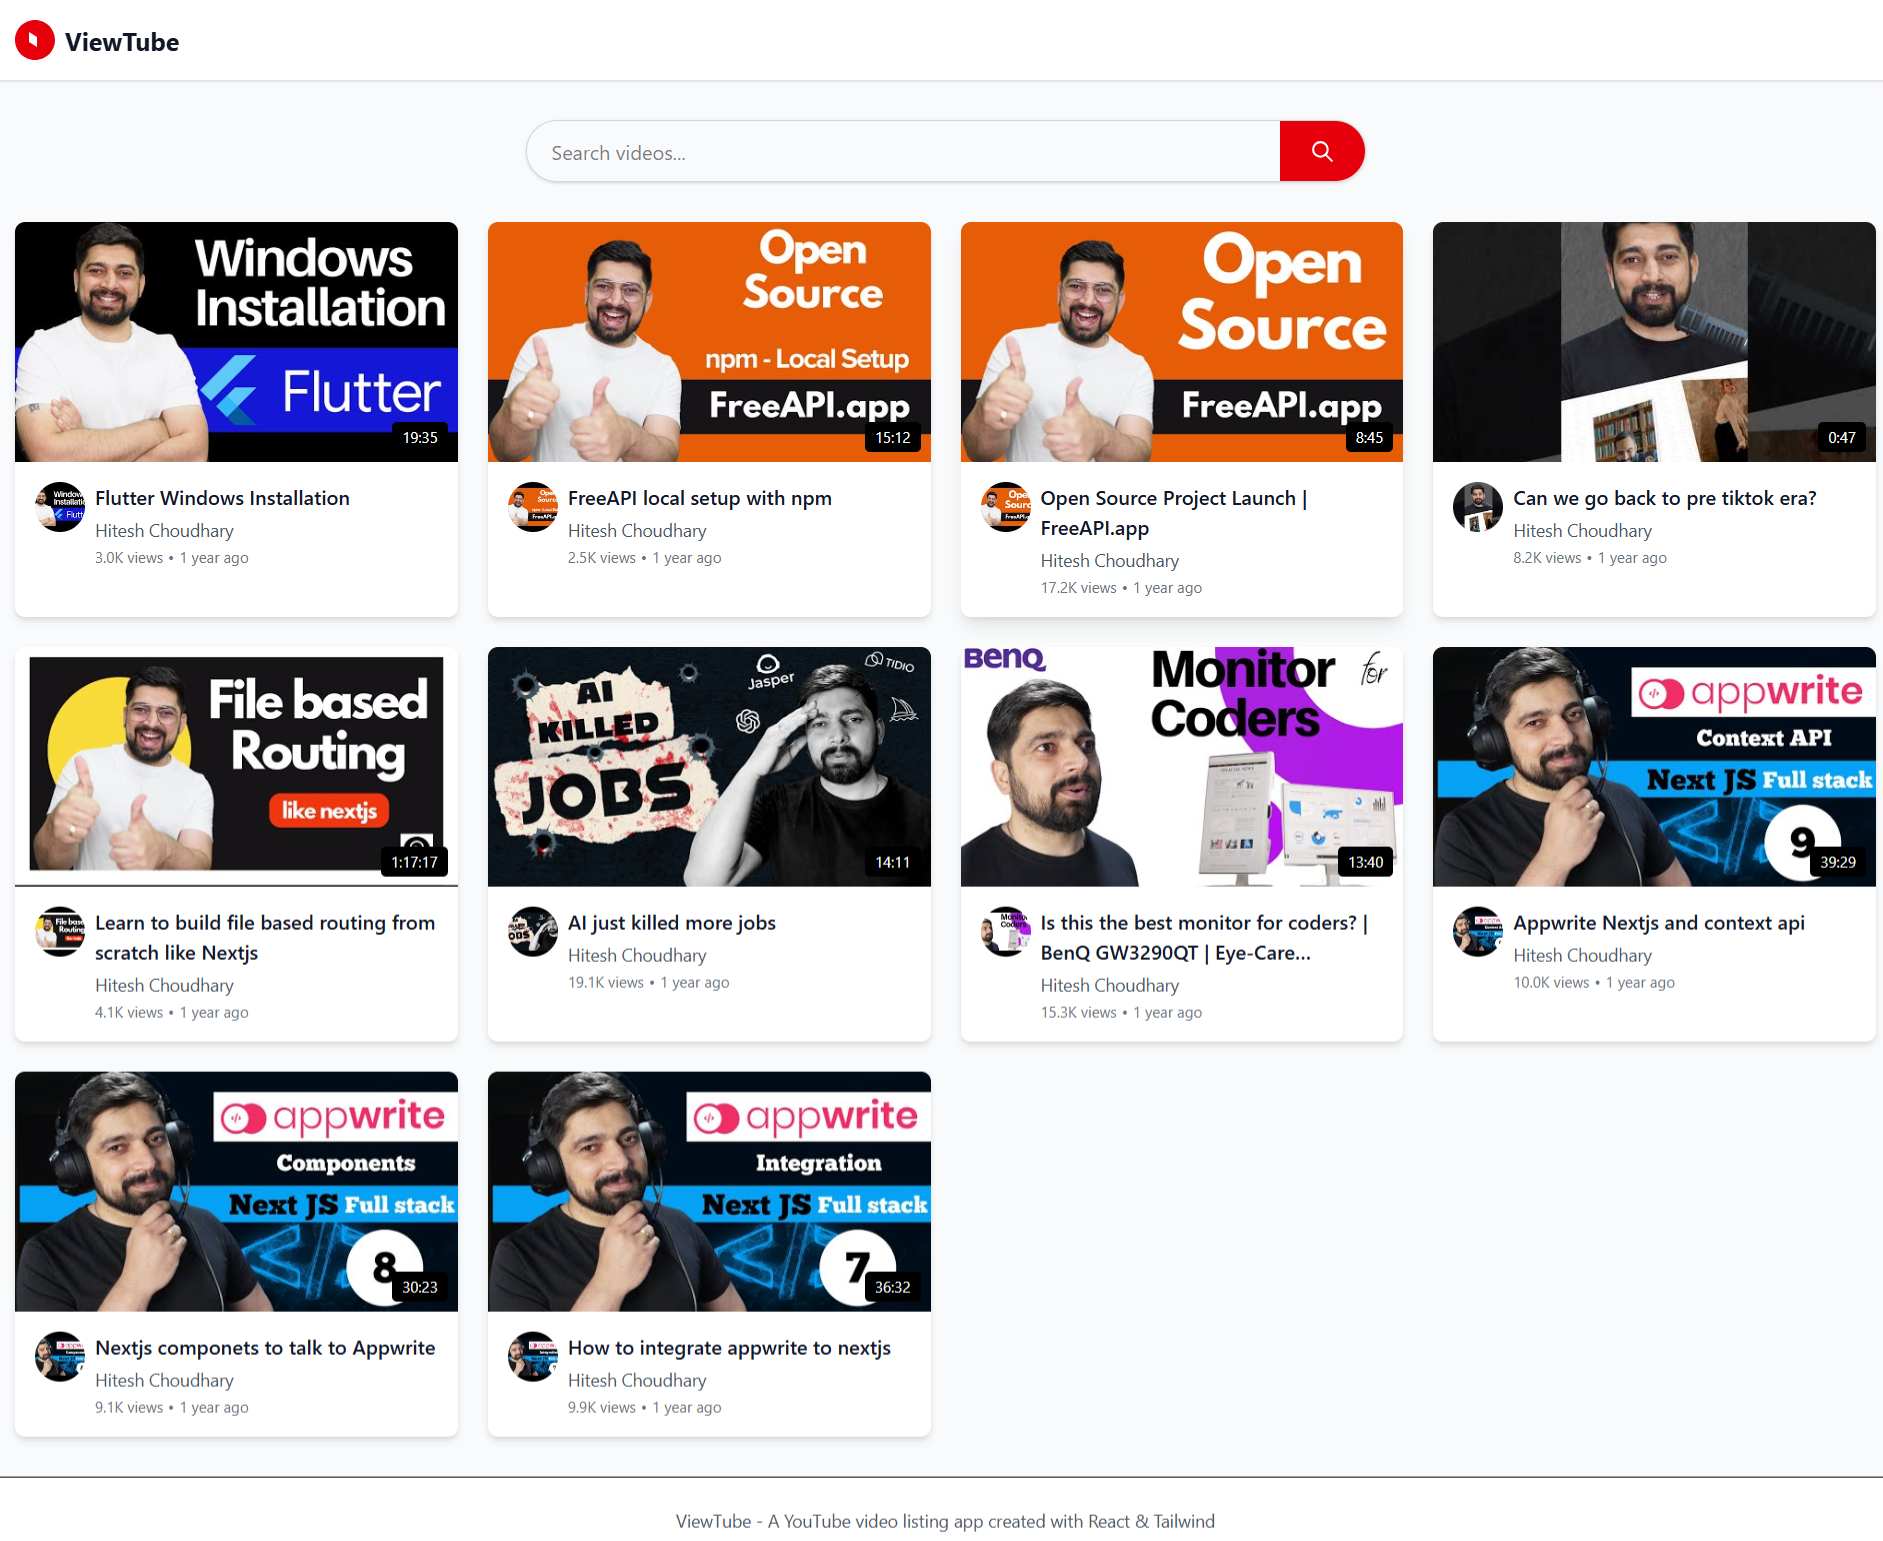 ViewTube
Search videos...
Windows
Installation
Flutter
19:35
Flutter Windows Installation
Hitesh Choudhary
3.0K views • 1 year ago
Open
Source
npm - Local Setup
FreeAPI.app
15:12
FreeAPI local setup with npm
Hitesh Choudhary
2.5K views • 1 year ago
Open
Source
FreeAPI.app
8:45
Open Source Project Launch |
FreeAPI.app
Hitesh Choudhary
17.2K views • 1 year ago
0:47
Can we go back to pre tiktok era?
Hitesh Choudhary
8.2K views • 1 year ago
File based
Routing
like nextjs
1:17:17
Learn to build file based routing from
scratch like Nextjs
Hitesh Choudhary
4.1K views • 1 year ago
AI
KILLED
JOBS
Jasper
TIDIO
14:11
AI just killed more jobs
Hitesh Choudhary
19.1K views • 1 year ago
BenQ
Monitor for
Coders
13:40
Is this the best monitor for coders? |
BenQ GW3290QT | Eye-Care...
Hitesh Choudhary
15.3K views • 1 year ago
appwrite
Context API
Next JS Full stack
9
39:29
Appwrite Nextjs and context api
Hitesh Choudhary
10.0K views • 1 year ago
appwrite
Components
Next JS Full stack
8
30:23
Nextjs componets to talk to Appwrite
Hitesh Choudhary
9.1K views • 1 year ago
appwrite
Integration
Next JS Full stack
7
36:32
How to integrate appwrite to nextjs
Hitesh Choudhary
9.9K views • 1 year ago
ViewTube - A YouTube video listing app created with React & Tailwind